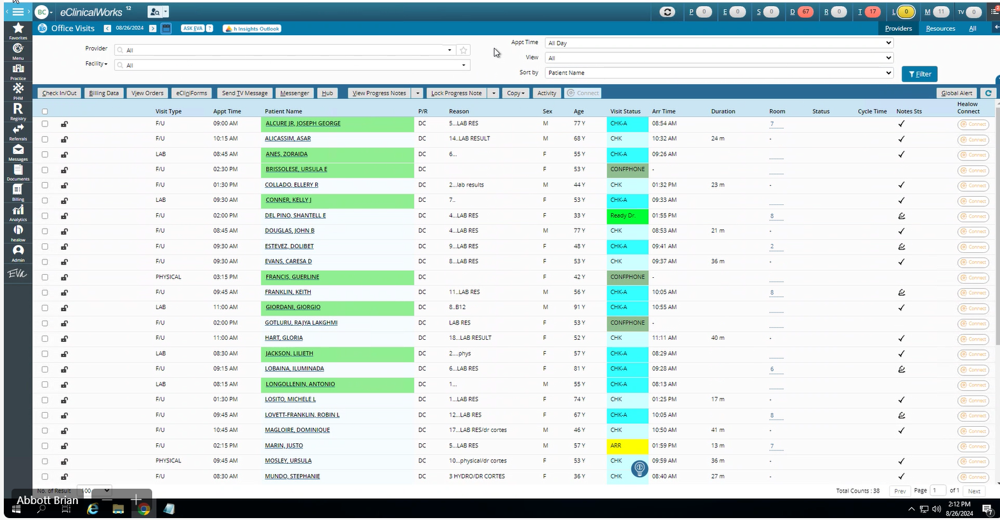 BC eClinicalWorks 12 P 0 E 0 S 0 D 67 R 0 T 17 L 0 M 11 TV 0
Office Visits 08/26/2024 ASK EVA ? h Insights Outlook Providers Resources All
Favorites
Menu
Practice
PHM
Registry
Referrals
Messages
Documents
Billing
Analytics
healow
Admin
EVA
Provider All Appt Time All Day
Facility All View All
Sort by Patient Name Filter
Check In/Out Billing Data View Orders eCliniForms Send TV Message Messenger Hub View Progress Notes Lock Progress Note Copy Activity Connect Global Alert
Visit Type Appt Time Patient Name P/R Reason Sex Age Visit Status Arr Time Duration Room Status Cycle Time Notes Sts Healow Connect
F/U 09:00 AM ALCURE JR, JOSEPH GEORGE DC 5...LAB RES M 77 Y CHK-A 08:54 AM 7 Connect
F/U 10:15 AM ALICASSIM, ASAR DC 14..LAB RESULT M 68 Y CHK 10:32 AM 24 m - Connect
LAB 08:45 AM ANES, ZORAIDA DC 6... F 55 Y CHK-A 09:26 AM Connect
F/U 02:30 PM BRISSOLESE, URSULA E DC F 53 Y CONFPHONE - Connect
F/U 01:30 PM COLLADO, ELLERY R DC 2...lab results M 44 Y CHK 01:32 PM 23 m - Connect
LAB 09:30 AM CONNER, KELLY J DC 7.. F 53 Y CHK-A 09:33 AM Connect
F/U 02:00 PM DEL PINO, SHANTELL E DC 4...LAB RES F 33 Y Ready Dr. 01:55 PM 8 Connect
F/U 08:45 AM DOUGLAS, JOHN B DC 4...LAB RES M 77 Y CHK 08:53 AM 21 m - Connect
F/U 09:30 AM ESTEVEZ, DOLIBET DC 9...LAB RES F 48 Y CHK-A 09:41 AM 2 Connect
F/U 09:30 AM EVANS, CARESA D DC 8...LAB RES F 53 Y CHK 09:37 AM 36 m - Connect
PHYSICAL 03:15 PM FRANCIS, GUERLINE DC F 42 Y CONFPHONE - Connect
F/U 09:45 AM FRANKLIN, KEITH DC 11..LAB RES M 56 Y CHK-A 10:05 AM 8 Connect
LAB 11:00 AM GIORDANI, GIORGIO DC 8..B12 M 91 Y CHK-A 10:55 AM Connect
F/U 02:00 PM GOTLURU, RAJYA LAKGHMI DC LAB RES F 53 Y CONFPHONE - Connect
F/U 11:00 AM HART, GLORIA DC 18...LAB RESULT F 52 Y CHK 11:11 AM 40 m - Connect
LAB 08:30 AM JACKSON, LILIETH DC 2....phys F 57 Y CHK-A 08:29 AM Connect
F/U 09:15 AM LOBAINA, ILUMINADA DC 6...LAB RES F 81 Y CHK-A 09:28 AM 6 Connect
LAB 08:15 AM LONGOLLENIN, ANTONIO DC 1... M 55 Y CHK-A 08:13 AM Connect
F/U 01:30 PM LOSITO, MICHELE L DC 1...LAB RES F 74 Y CHK 01:25 PM 17 m - Connect
F/U 09:45 AM LOVETT-FRANKLIN, ROBIN L DC 12...LAB RES F 67 Y CHK-A 10:05 AM 8 Connect
F/U 10:45 AM MAGLOIRE, DOMINIQUE DC 17...LAB RES/dr cortes M 46 Y CHK 10:50 AM 41 m - Connect
F/U 02:15 PM MARIN, JUSTO DC 5...LAB RES M 57 Y ARR 01:59 PM 13 m 7 Connect
PHYSICAL 09:45 AM MOSLEY, URSULA DC 10...physical/dr cortes F 53 Y CHK 09:59 AM 36 m - Connect
F/U 08:30 AM MUNDO, STEPHANIE DC 3 HYDRO/DR CORTES F 36 Y CHK 08:40 AM 27 m - Connect
No. of Result 100 Total Counts : 38 Prev Page 1 of 1 Next
Abbott Brian
2:12 PM
8/26/2024
7